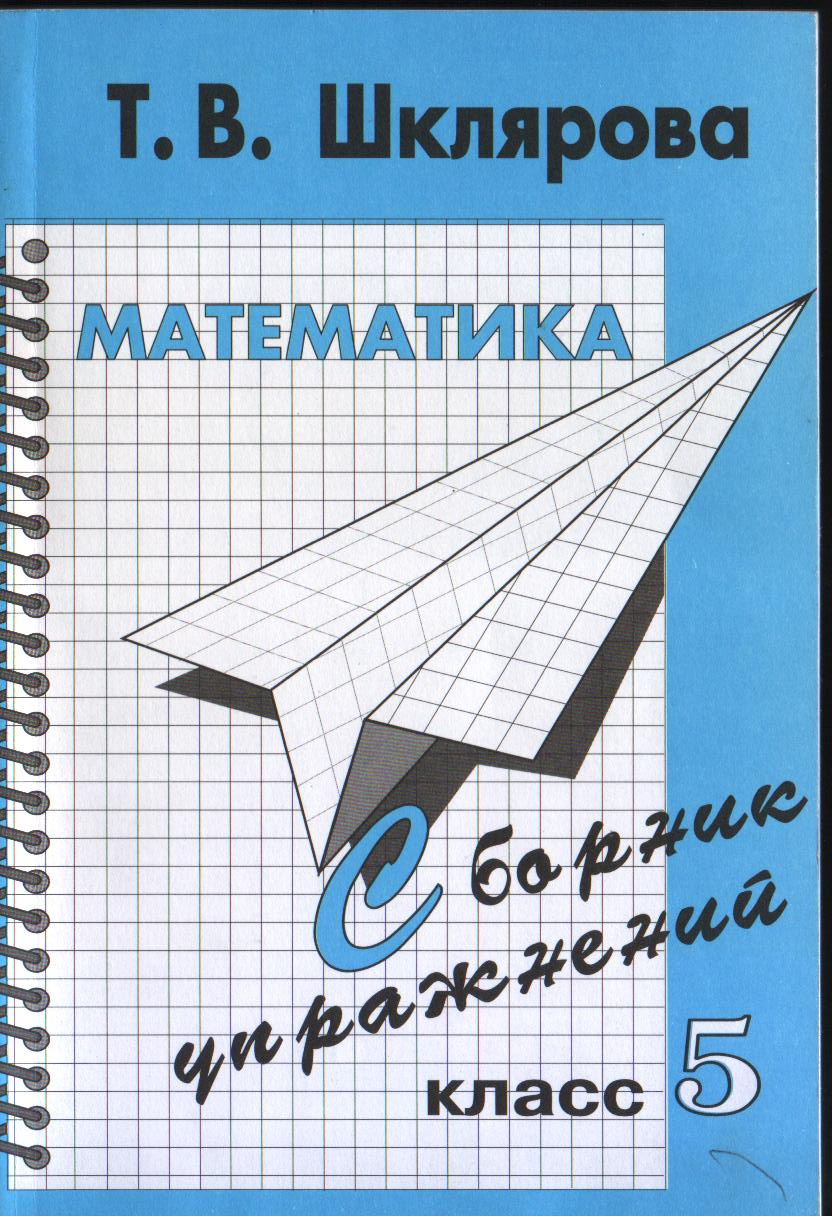 Т. В. Шклярова
МАТЕМАТИКА
Сборник
упражнений
класс 5